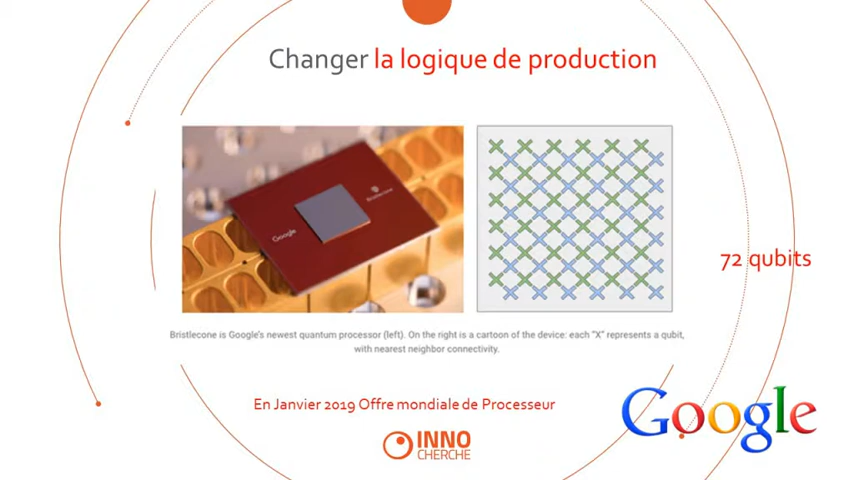 Changer la logique de production
Google
Bristlecone
72 qubits
Bristlecone is Google's newest quantum processor (left). On the right is a cartoon of the device: each "X" represents a qubit,
with nearest neighbor connectivity.
En Janvier 2019 Offre mondiale de Processeur
Google
INNO
CHERCHE